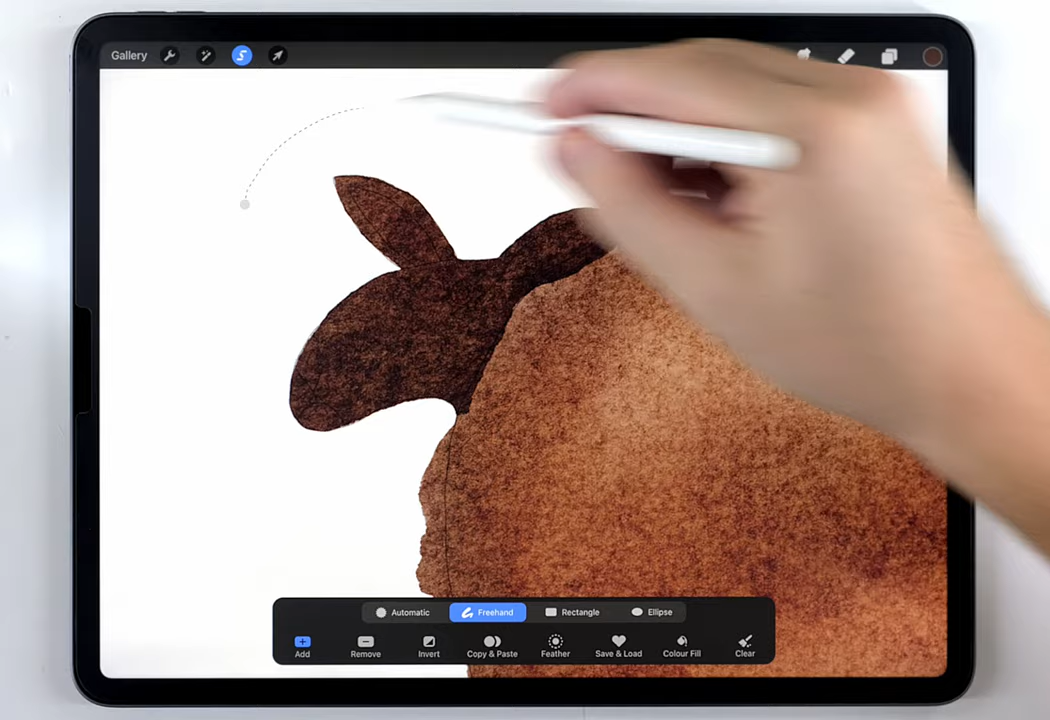 Gallery
Automatic Freehand Rectangle Ellipse
Add Remove Invert Copy & Paste Feather Save & Load Colour Fill Clear